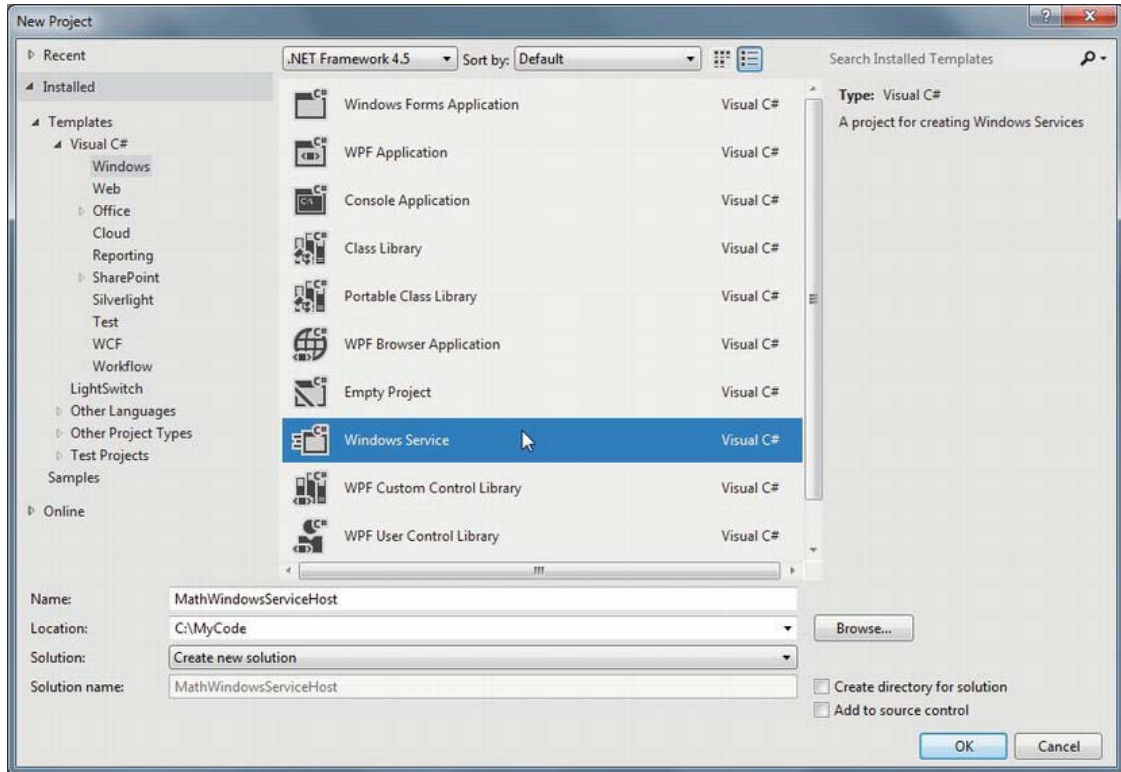 New Project
Recent
Installed
Templates
Visual C#
Windows
Web
Office
Cloud
Reporting
SharePoint
Silverlight
Test
WCF
Workflow
LightSwitch
Other Languages
Other Project Types
Test Projects
Samples
Online
.NET Framework 4.5 Sort by: Default
Windows Forms Application Visual C#
WPF Application Visual C#
Console Application Visual C#
Class Library Visual C#
Portable Class Library Visual C#
WPF Browser Application Visual C#
Empty Project Visual C#
Windows Service Visual C#
WPF Custom Control Library Visual C#
WPF User Control Library Visual C#
Search Installed Templates
Type: Visual C#
A project for creating Windows Services
Name: MathWindowsServiceHost
Location: C:\MyCode Browse...
Solution: Create new solution
Solution name: MathWindowsServiceHost
Create directory for solution
Add to source control
OK Cancel